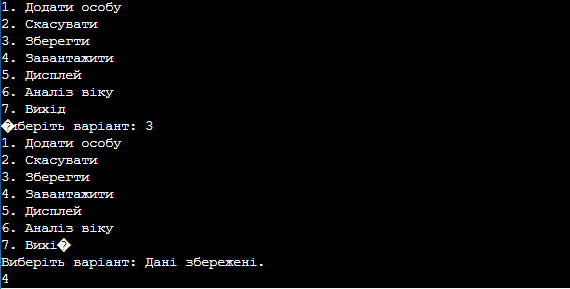 1. Додати особу
2. Скасувати
3. Зберегти
4. Завантажити
5. Дисплей
6. Аналіз віку
7. Вихід
�иберіть варіант: 3
1. Додати особу
2. Скасувати
3. Зберегти
4. Завантажити
5. Дисплей
6. Аналіз віку
7. Вихі�
Виберіть варіант: Дані збережені.
4